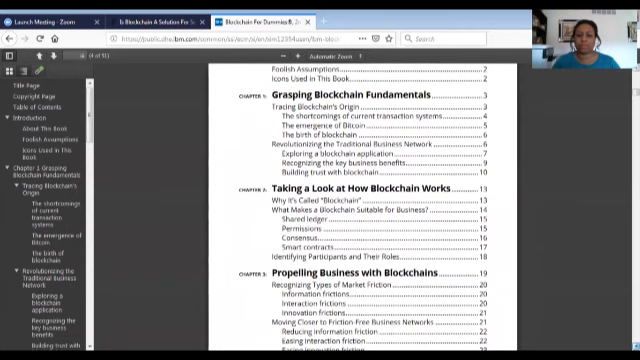 Launch Meeting - Zoom
Is Blockchain A Solution For S
Blockchain For Dummies®, 2n
Search
(4 of 51)
Automatic Zoom
Title Page
Copyright Page
Table of Contents
Introduction
About This Book
Foolish Assumptions
Icons Used in This Book
Chapter 1 Grasping
Blockchain Fundamentals
Tracing Blockchain's
Origin
The shortcomings
of current
transaction
systems
The emergence of
Bitcoin
The birth of
blockchain
Revolutionizing the
Traditional Business
Network
Exploring a
blockchain
application
Recognizing the
key business
benefits
Building trust with
Foolish Assumptions 2
Icons Used in This Book 2
CHAPTER 1: Grasping Blockchain Fundamentals 3
Tracing Blockchain's Origin 3
The shortcomings of current transaction systems 4
The emergence of Bitcoin 5
The birth of blockchain 6
Revolutionizing the Traditional Business Network 6
Exploring a blockchain application 7
Recognizing the key business benefits 9
Building trust with blockchain 10
CHAPTER 2: Taking a Look at How Blockchain Works 13
Why It's Called "Blockchain" 13
What Makes a Blockchain Suitable for Business? 14
Shared ledger 15
Permissions 15
Consensus 16
Smart contracts 17
Identifying Participants and Their Roles 18
CHAPTER 3: Propelling Business with Blockchains 19
Recognizing Types of Market Friction 20
Information frictions 20
Interaction frictions 20
Innovation frictions 21
Moving Closer to Friction-Free Business Networks 21
Reducing information friction 22
Easing interaction friction 22